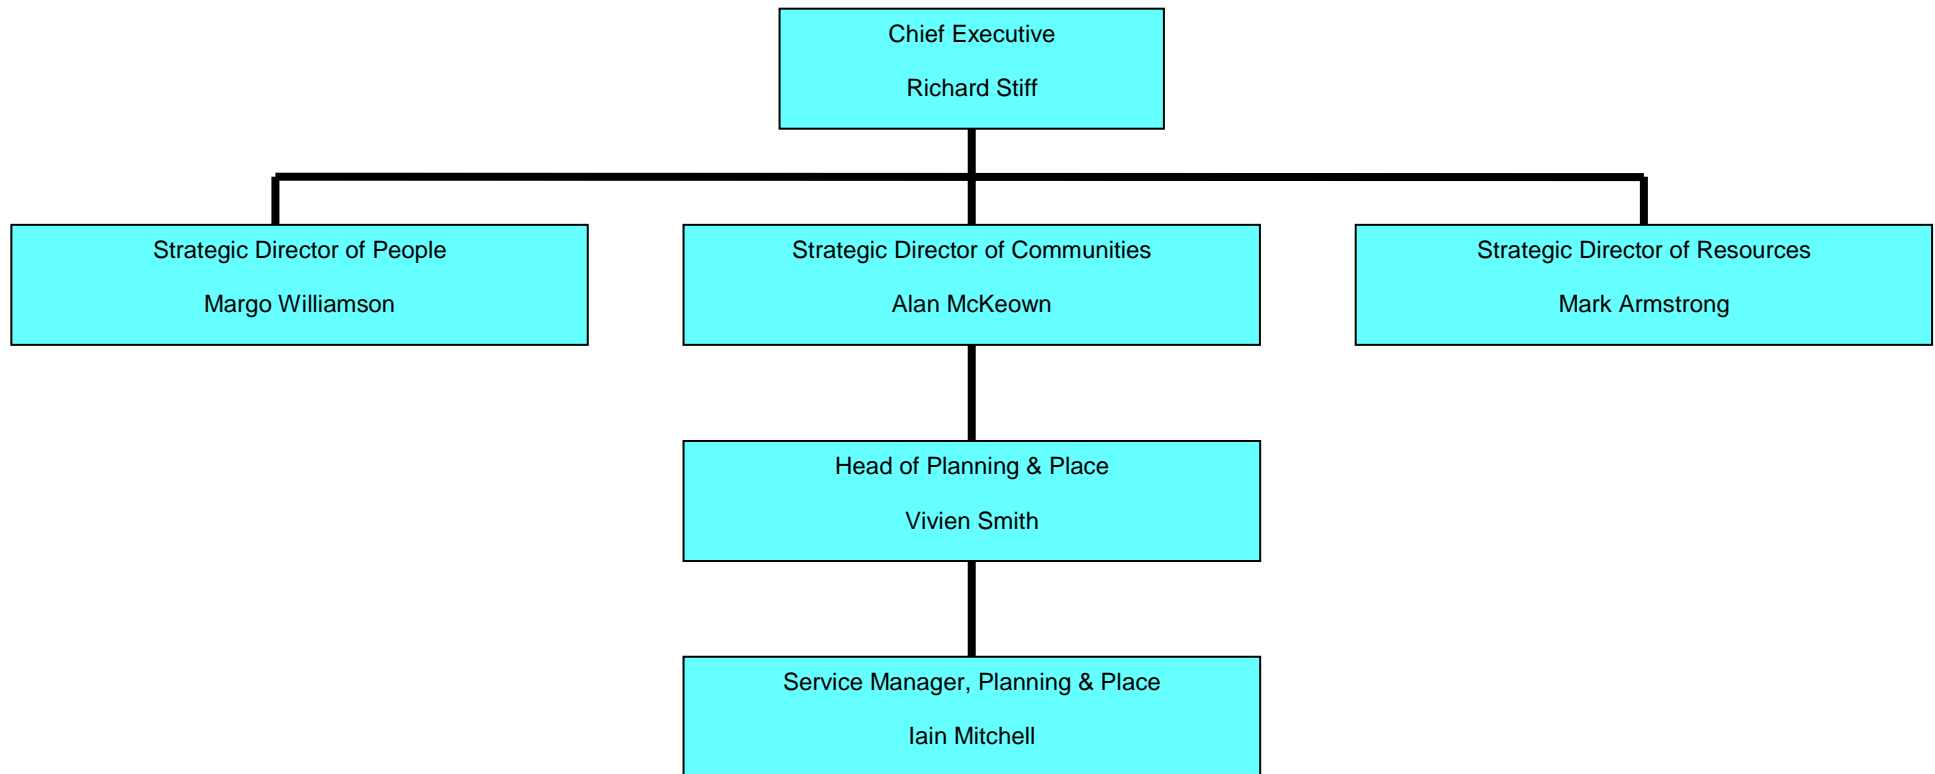 Chief Executive
Richard Stiff
Strategic Director of People
Margo Williamson
Strategic Director of Communities
Alan McKeown
Strategic Director of Resources
Mark Armstrong
Head of Planning & Place
Vivien Smith
Service Manager, Planning & Place
Iain Mitchell